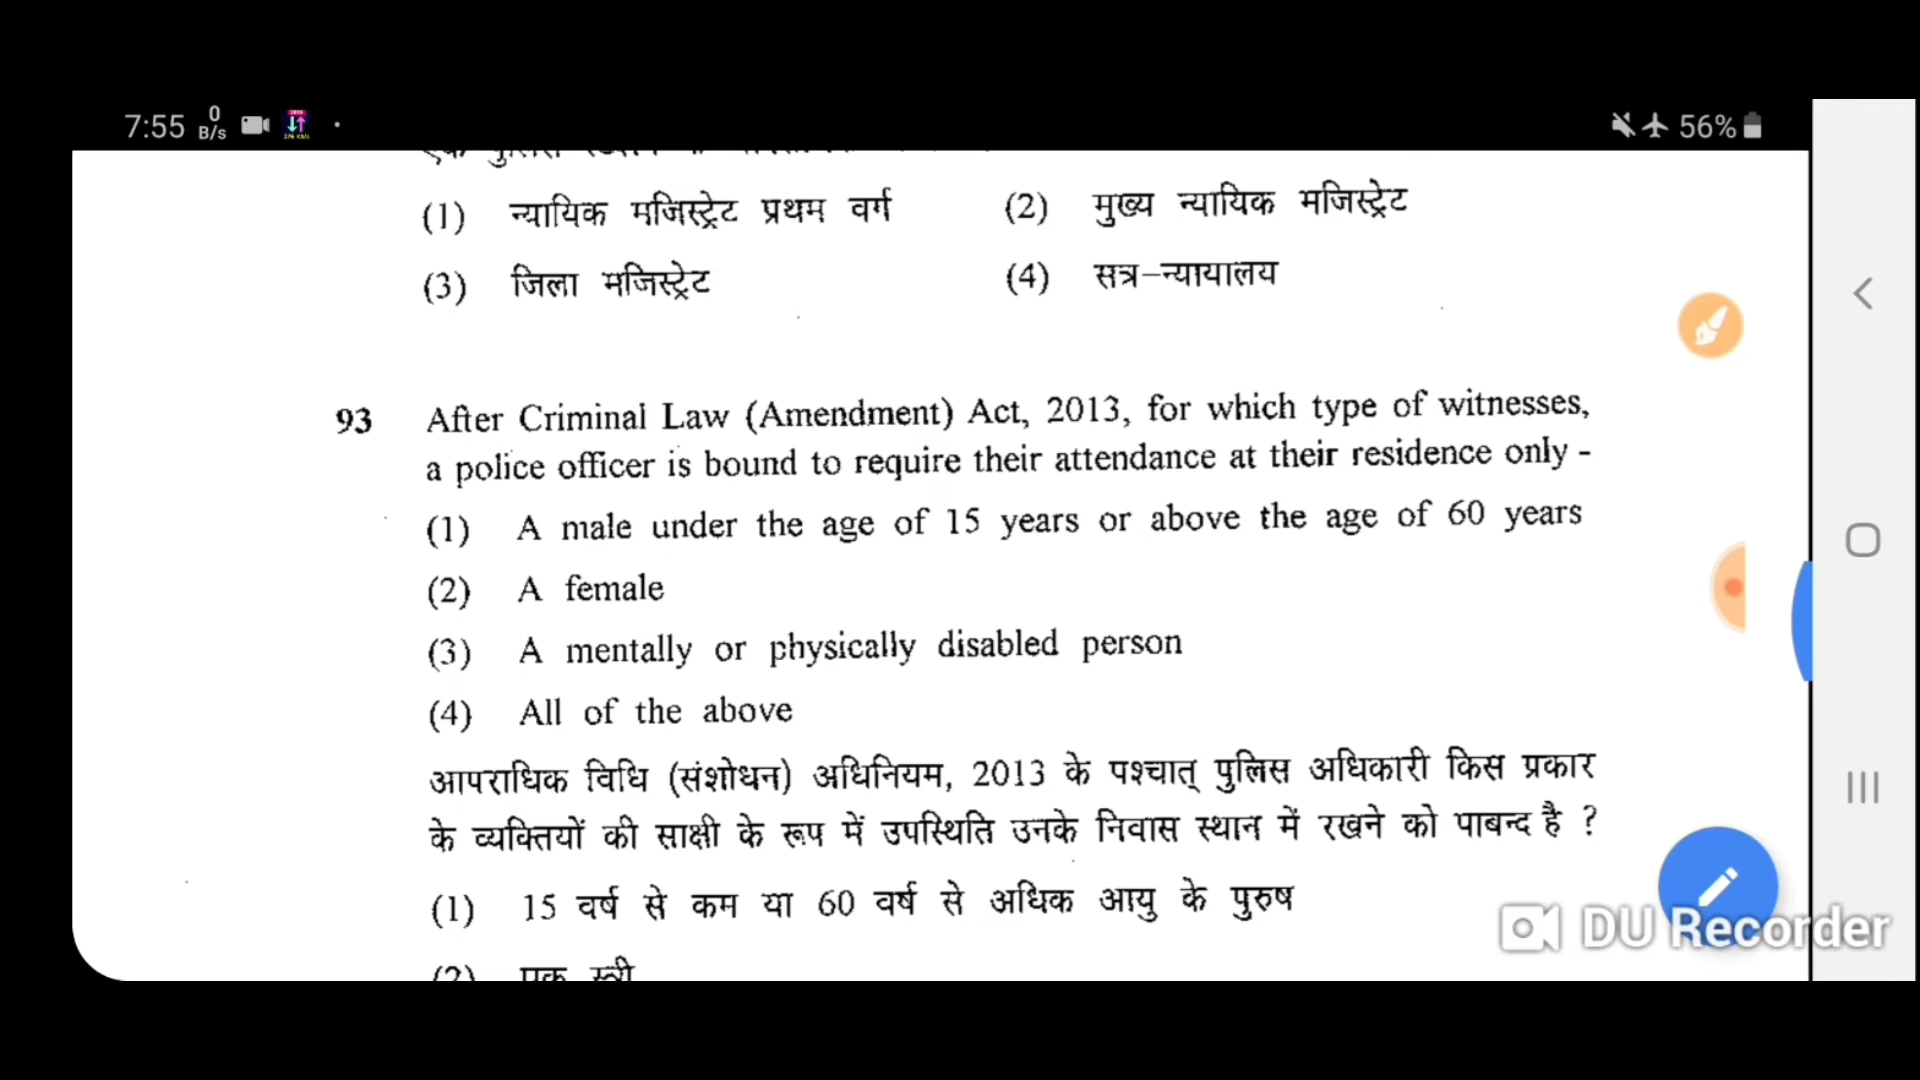 7:55 0 B/s 56%
(1) न्यायिक मजिस्ट्रेट प्रथम वर्ग (2) मुख्य न्यायिक मजिस्ट्रेट
(3) जिला मजिस्ट्रेट (4) सत्र-न्यायालय
93 After Criminal Law (Amendment) Act, 2013, for which type of witnesses,
a police officer is bound to require their attendance at their residence only -
(1) A male under the age of 15 years or above the age of 60 years
(2) A female
(3) A mentally or physically disabled person
(4) All of the above
आपराधिक विधि (संशोधन) अधिनियम, 2013 के पश्चात् पुलिस अधिकारी किस प्रकार
के व्यक्तियों की साक्षी के रूप में उपस्थिति उनके निवास स्थान में रखने को पाबन्द है ?
(1) 15 वर्ष से कम या 60 वर्ष से अधिक आयु के पुरुष
(2) एक स्त्री
DU Recorder